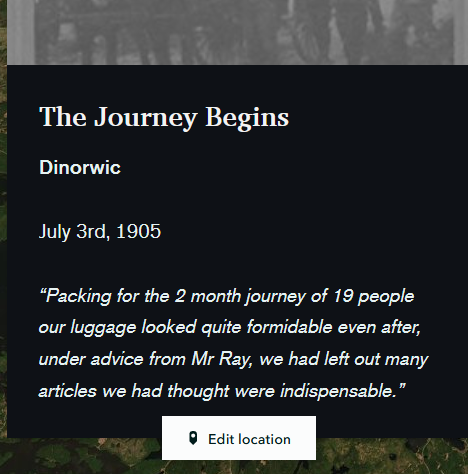 The Journey Begins
Dinorwic
July 3rd, 1905
“Packing for the 2 month journey of 19 people
our luggage looked quite formidable even after,
under advice from Mr Ray, we had left out many
articles we had thought were indispensable.”
Edit location